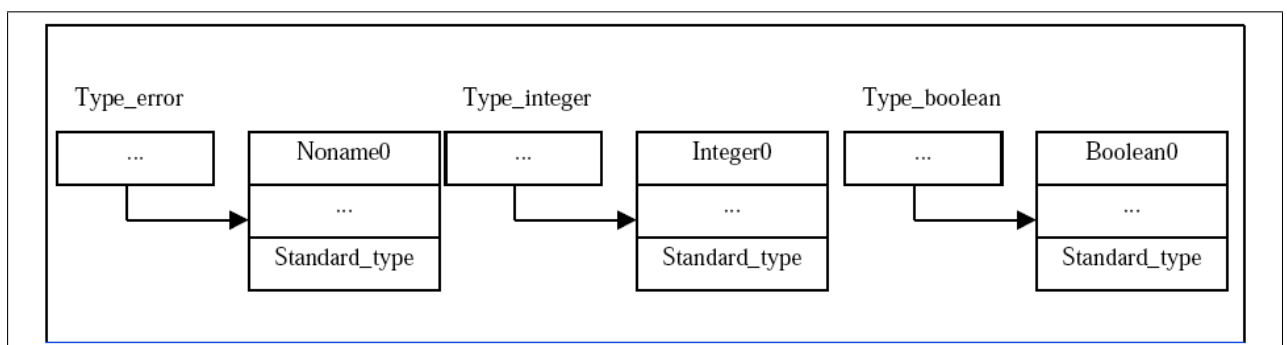 Type_error Type_integer Type_boolean
... Noname0 ... Integer0 ... Boolean0
... ... ...
Standard_type Standard_type Standard_type